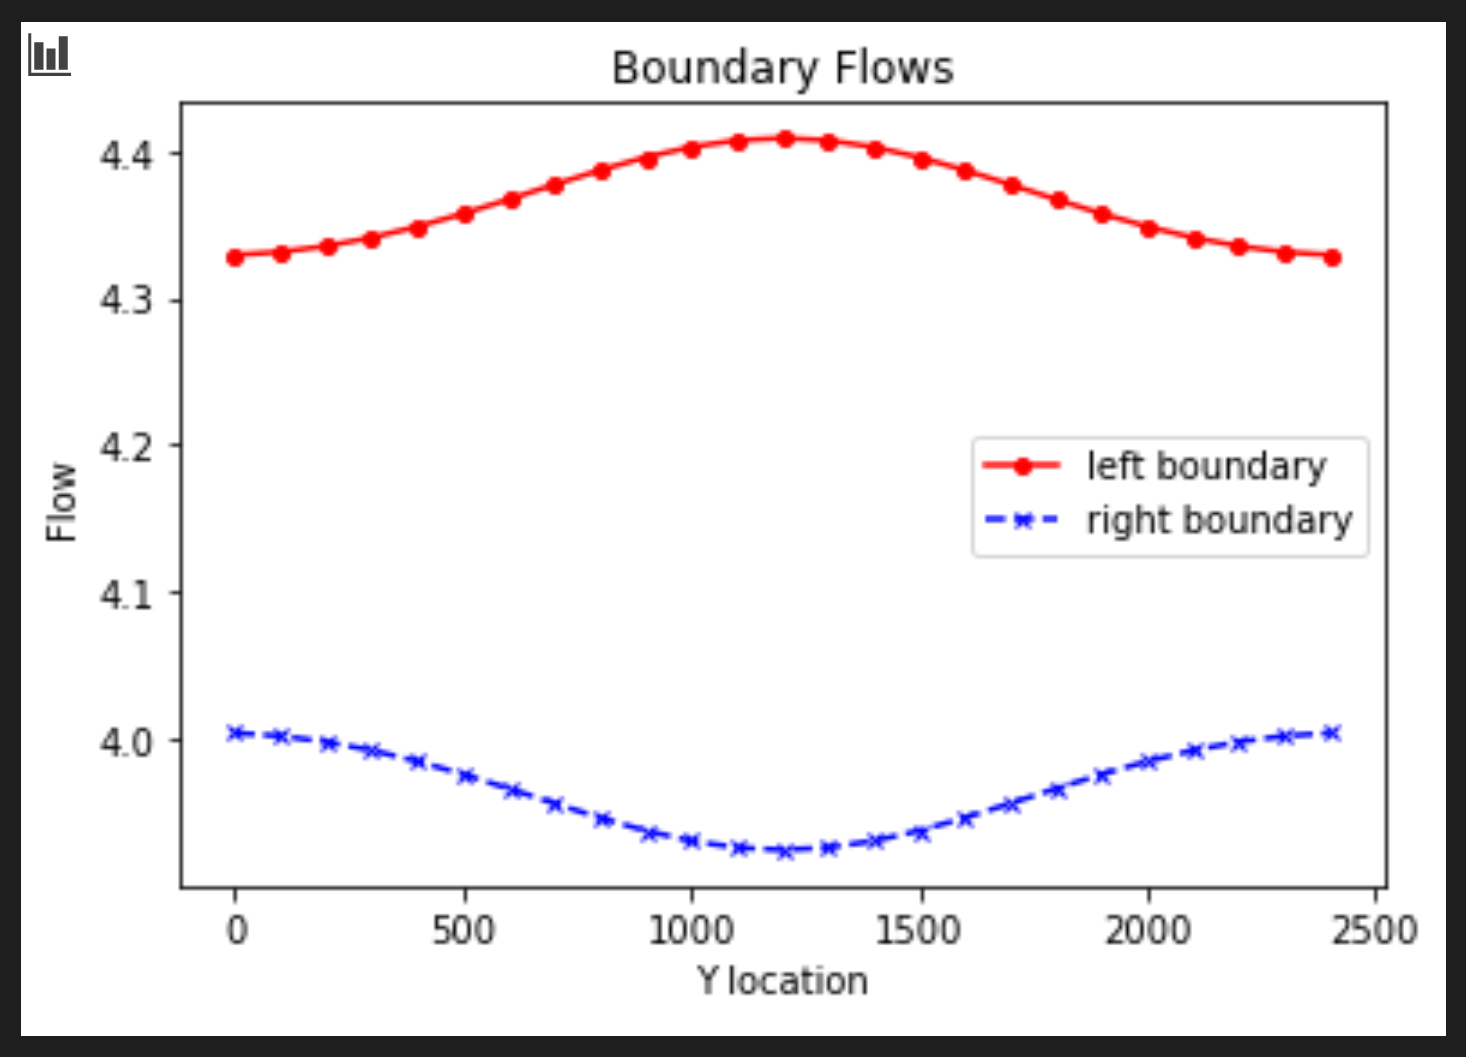 Boundary Flows
4.4
4.3
4.2
4.1
4.0
Flow
left boundary
right boundary
0 500 1000 1500 2000 2500
Y location